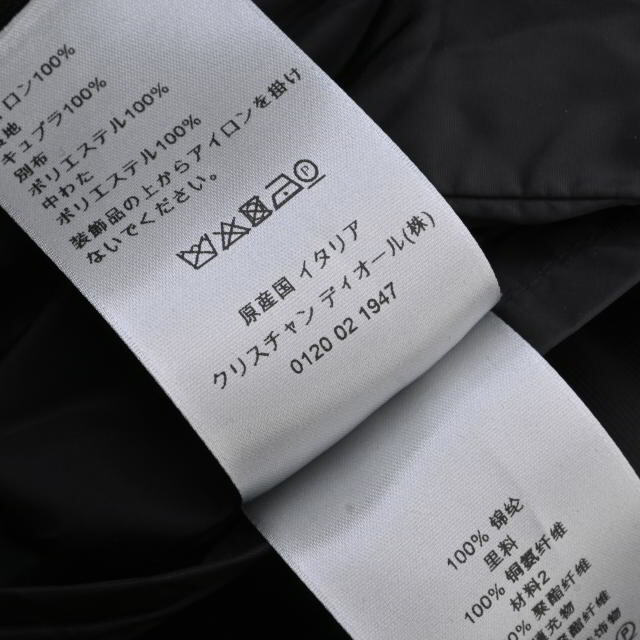 ロン100%
地
キュプラ100%
別布
ポリエステル100%
中わた
ポリエステル100%
装飾品の上からアイロンを掛け
ないでください。
原産国 イタリア
クリスチャン ディオール(株)
0120 02 1947
100% 锦纶
里料
100% 铜氨纤维
材料2
100% 聚酯纤维